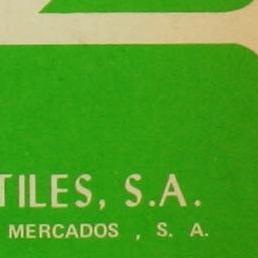 TILES, S.A.
MERCADOS , S. A.